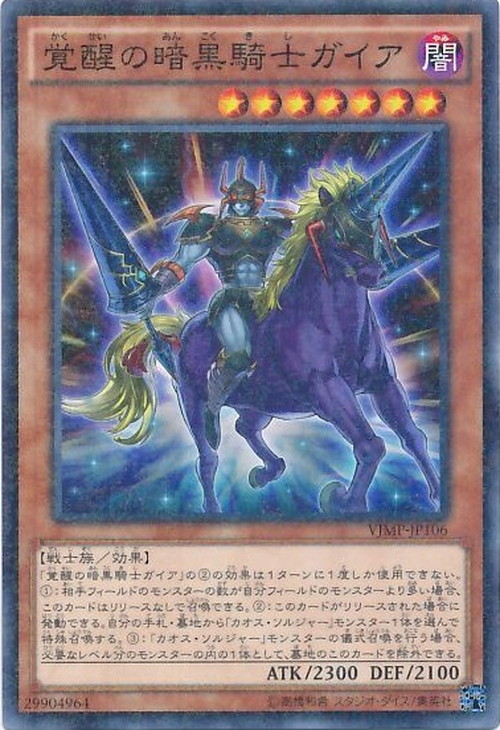 覚醒の暗黒騎士ガイア
闇
VJMP-JP106
【戦士族／効果】
「覚醒の暗黒騎士ガイア」の②の効果は1ターンに1度しか使用できない。
①：相手フィールドのモンスターの数が自分フィールドのモンスターより多い場合、
このカードはリリースなしで召喚できる。②：このカードがリリースされた場合に
発動できる。自分の手札・墓地から「カオス・ソルジャー」モンスター1体を選んで
特殊召喚する。③：「カオス・ソルジャー」モンスターの儀式召喚を行う場合、
必要なレベル分のモンスターの内の1体として、墓地のこのカードを除外できる。
ATK/2300 DEF/2100
29904964
©高橋和希 スタジオ・ダイス/集英社